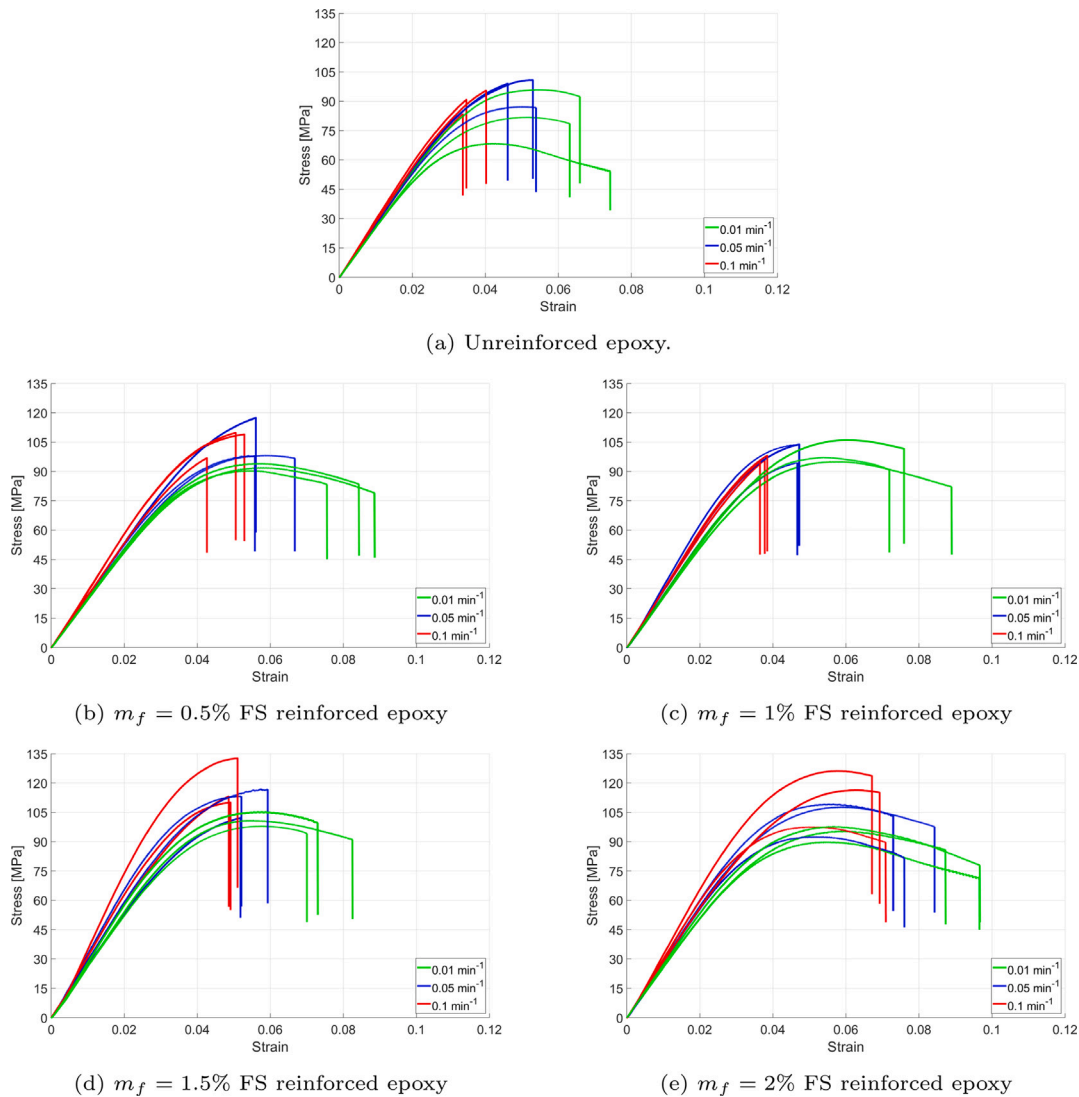 135
120
105
90
75
60
45
30
15
0
Stress [MPa]
0 0.02 0.04 0.06 0.08 0.1 0.12
Strain
0.01 min⁻¹
0.05 min⁻¹
0.1 min⁻¹
(a) Unreinforced epoxy.
135
120
105
90
75
60
45
30
15
0
Stress [MPa]
0 0.02 0.04 0.06 0.08 0.1 0.12
Strain
0.01 min⁻¹
0.05 min⁻¹
0.1 min⁻¹
(b) m_f = 0.5% FS reinforced epoxy
135
120
105
90
75
60
45
30
15
0
Stress [MPa]
0 0.02 0.04 0.06 0.08 0.1 0.12
Strain
0.01 min⁻¹
0.05 min⁻¹
0.1 min⁻¹
(c) m_f = 1% FS reinforced epoxy
135
120
105
90
75
60
45
30
15
0
Stress [MPa]
0 0.02 0.04 0.06 0.08 0.1 0.12
Strain
0.01 min⁻¹
0.05 min⁻¹
0.1 min⁻¹
(d) m_f = 1.5% FS reinforced epoxy
135
120
105
90
75
60
45
30
15
0
Stress [MPa]
0 0.02 0.04 0.06 0.08 0.1 0.12
Strain
0.01 min⁻¹
0.05 min⁻¹
0.1 min⁻¹
(e) m_f = 2% FS reinforced epoxy